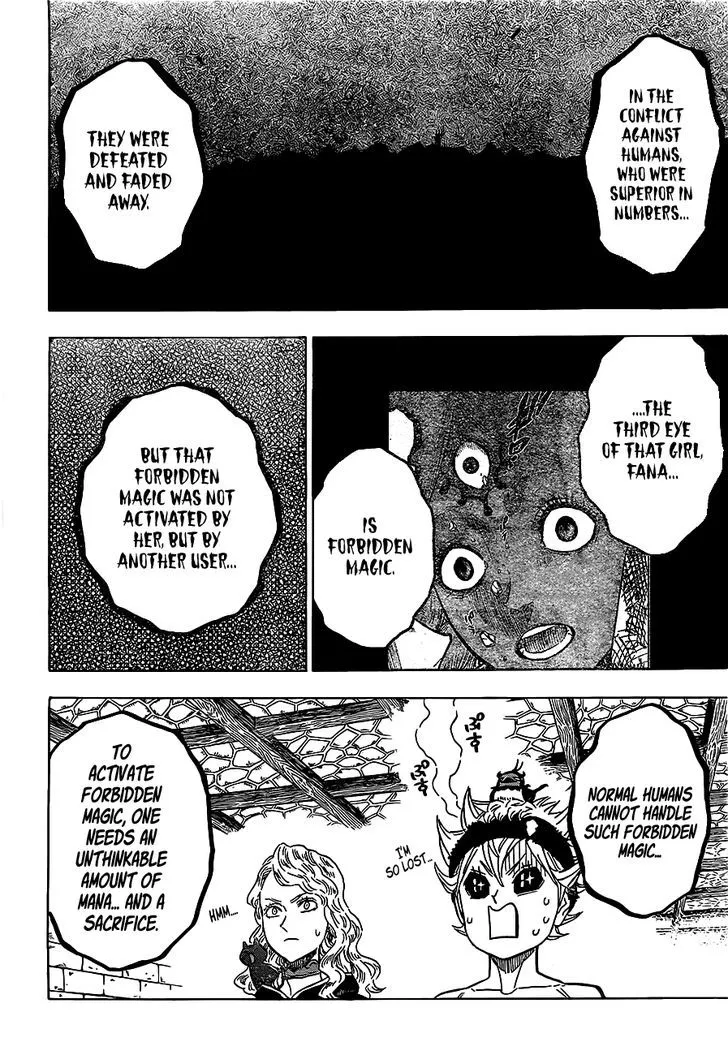 IN THE
CONFLICT
AGAINST
HUMANS,
WHO WERE
SUPERIOR IN
NUMBERS...
THEY WERE
DEFEATED
AND FADED
AWAY.
....THE
THIRD EYE
OF THAT GIRL,
FANA...
IS
FORBIDDEN
MAGIC.
BUT THAT
FORBIDDEN
MAGIC WAS NOT
ACTIVATED BY
HER, BUT BY
ANOTHER USER...
NORMAL HUMANS
CANNOT HANDLE
SUCH FORBIDDEN
MAGIC...
I'M
SO LOST...
HMM...
TO
ACTIVATE
FORBIDDEN
MAGIC, ONE
NEEDS AN
UNTHINKABLE
AMOUNT OF
MANA... AND A
SACRIFICE.